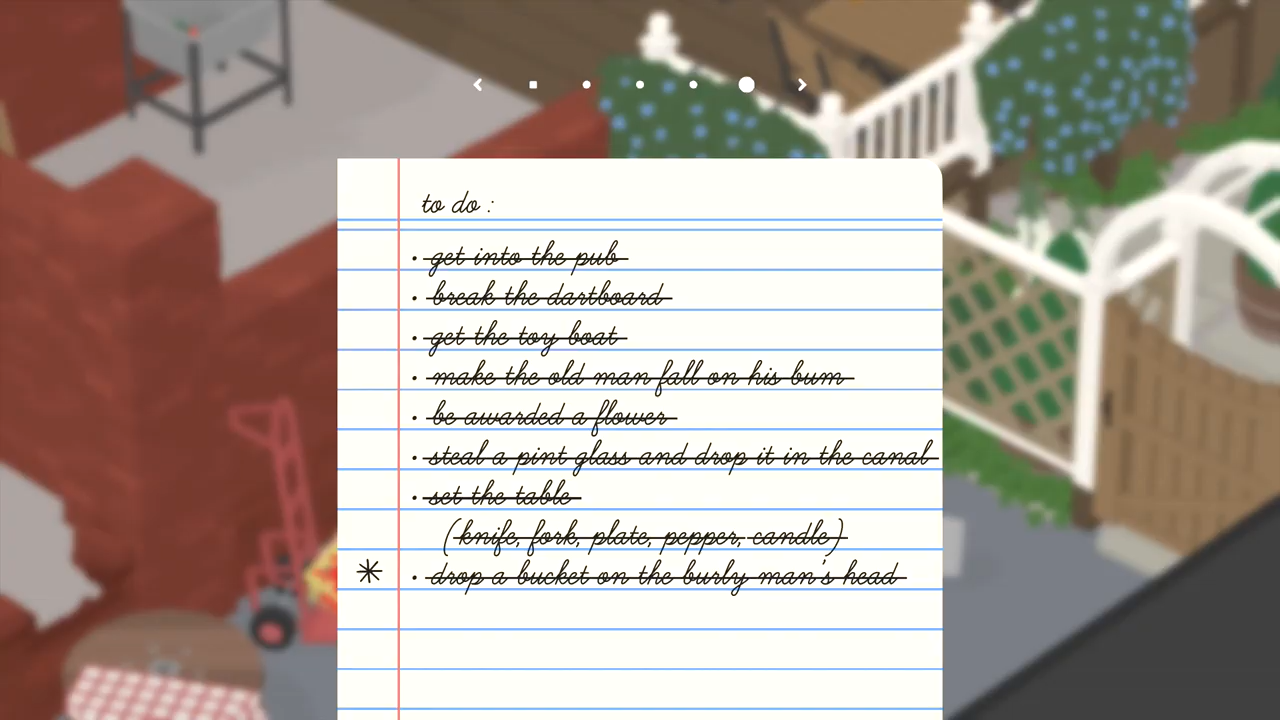 to do :
• get into the pub
• break the dartboard
• get the toy boat
• make the old man fall on his bum
• be awarded a flower
• steal a pint glass and drop it in the canal
• set the table
(knife, fork, plate, pepper, candle)
* • drop a bucket on the burly man's head